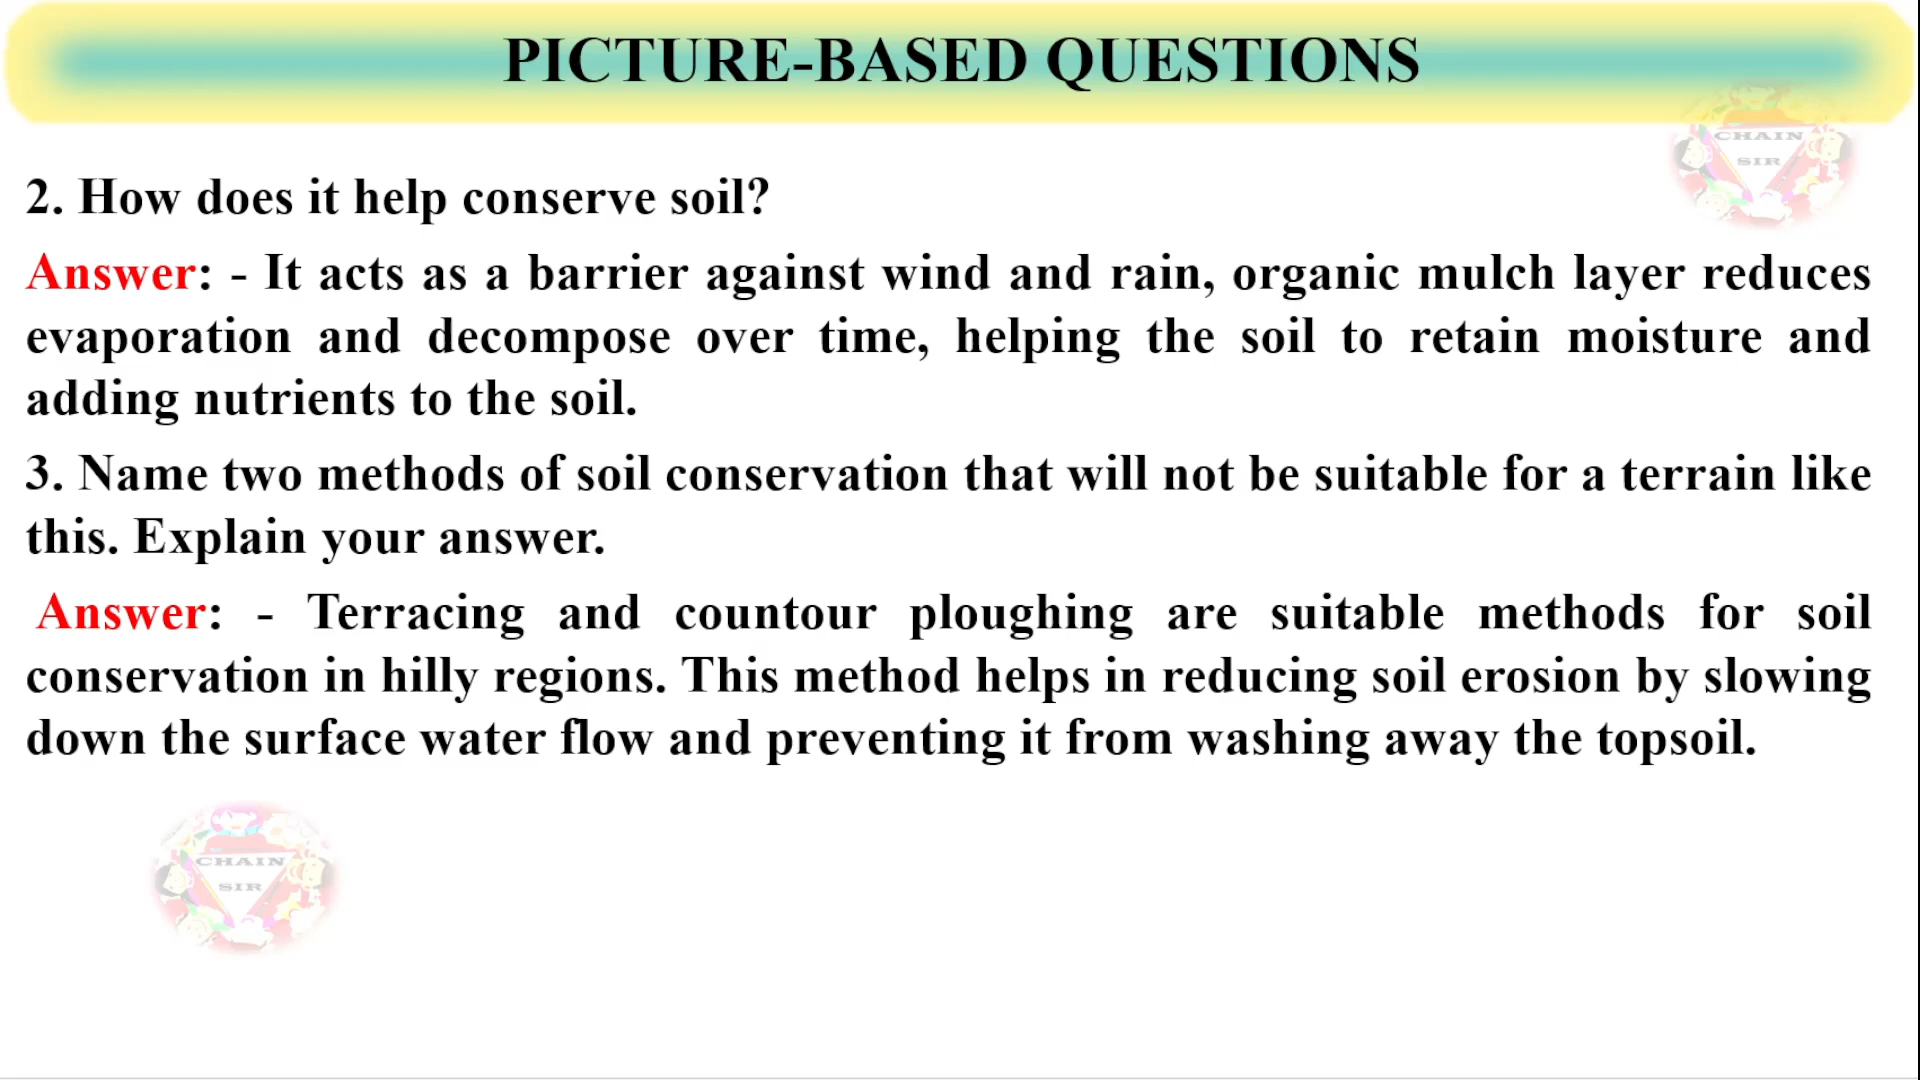 PICTURE-BASED QUESTIONS
CHAIN
SIR
2. How does it help conserve soil?
Answer: - It acts as a barrier against wind and rain, organic mulch layer reduces
evaporation and decompose over time, helping the soil to retain moisture and
adding nutrients to the soil.
3. Name two methods of soil conservation that will not be suitable for a terrain like
this. Explain your answer.
Answer: - Terracing and countour ploughing are suitable methods for soil
conservation in hilly regions. This method helps in reducing soil erosion by slowing
down the surface water flow and preventing it from washing away the topsoil.
CHAIN
SIR